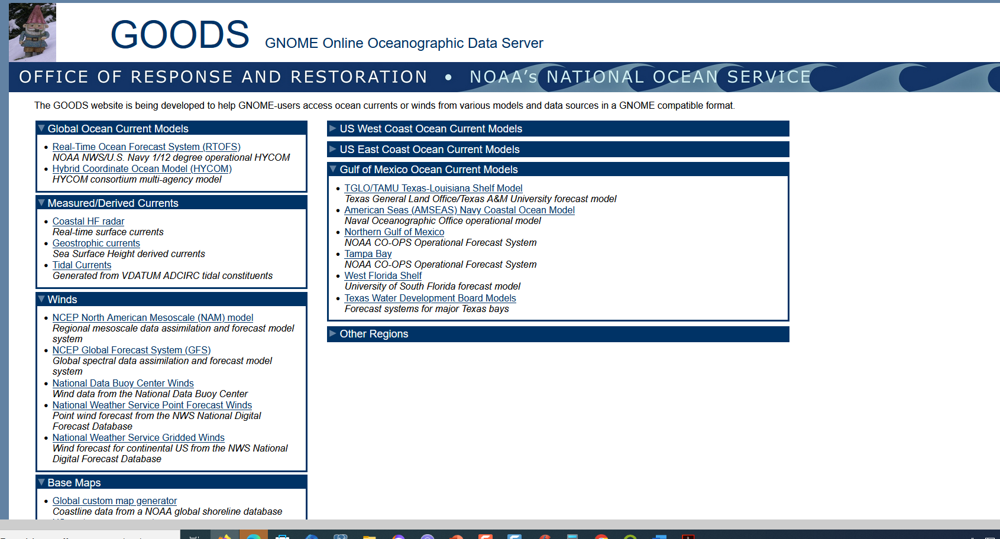 GOODS GNOME Online Oceanographic Data Server
OFFICE OF RESPONSE AND RESTORATION • NOAA's NATIONAL OCEAN SERVICE
The GOODS website is being developed to help GNOME-users access ocean currents or winds from various models and data sources in a GNOME compatible format.
Global Ocean Current Models
Real-Time Ocean Forecast System (RTOFS)
NOAA NWS/U.S. Navy 1/12 degree operational HYCOM
Hybrid Coordinate Ocean Model (HYCOM)
HYCOM consortium multi-agency model
Measured/Derived Currents
Coastal HF radar
Real-time surface currents
Geostrophic currents
Sea Surface Height derived currents
Tidal Currents
Generated from VDATUM ADCIRC tidal constituents
Winds
NCEP North American Mesoscale (NAM) model
Regional mesoscale data assimilation and forecast model
system
NCEP Global Forecast System (GFS)
Global spectral data assimilation and forecast model
system
National Data Buoy Center Winds
Wind data from the National Data Buoy Center
National Weather Service Point Forecast Winds
Point wind forecast from the NWS National Digital
Forecast Database
National Weather Service Gridded Winds
Wind forecast for continental US from the NWS National
Digital Forecast Database
Base Maps
Global custom map generator
Coastline data from a NOAA global shoreline database
US West Coast Ocean Current Models
US East Coast Ocean Current Models
Gulf of Mexico Ocean Current Models
TGLO/TAMU Texas-Louisiana Shelf Model
Texas General Land Office/Texas A&M University forecast model
American Seas (AMSEAS) Navy Coastal Ocean Model
Naval Oceanographic Office operational model
Northern Gulf of Mexico
NOAA CO-OPS Operational Forecast System
Tampa Bay
NOAA CO-OPS Operational Forecast System
West Florida Shelf
University of South Florida forecast model
Texas Water Development Board Models
Forecast systems for major Texas bays
Other Regions